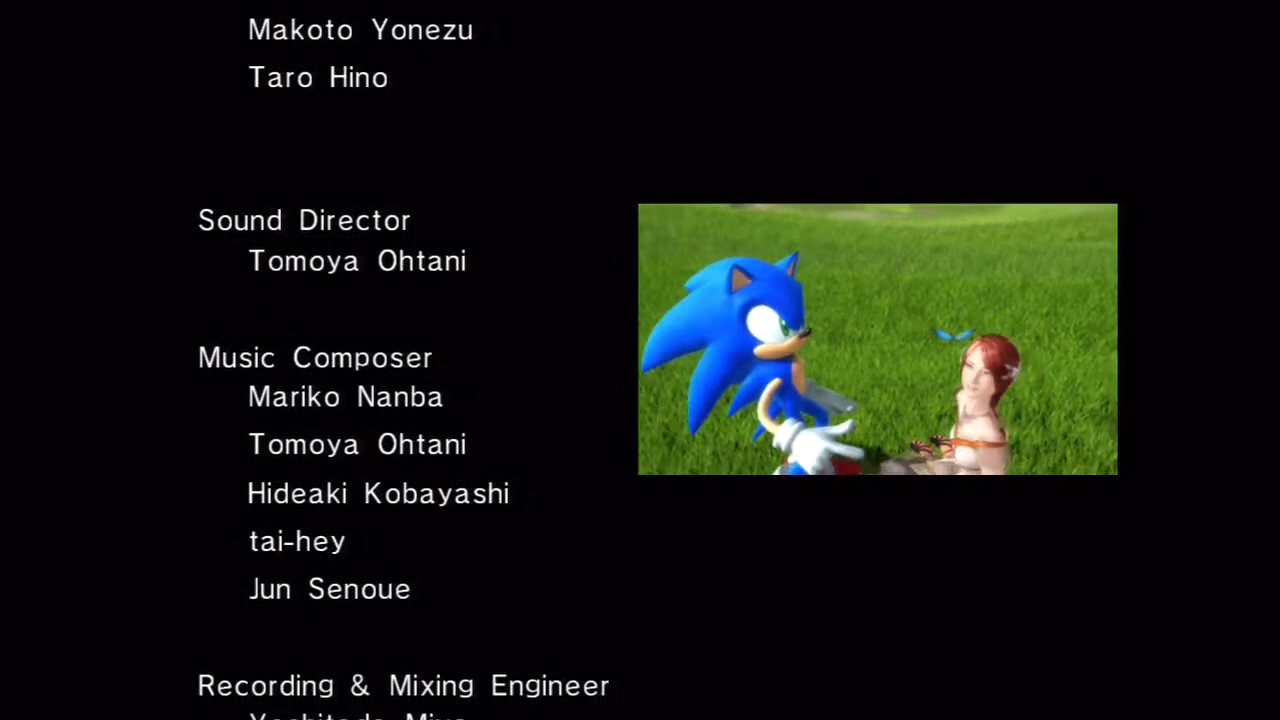 Makoto Yonezu
Taro Hino
Sound Director
Tomoya Ohtani
Music Composer
Mariko Nanba
Tomoya Ohtani
Hideaki Kobayashi
tai-hey
Jun Senoue
Recording & Mixing Engineer